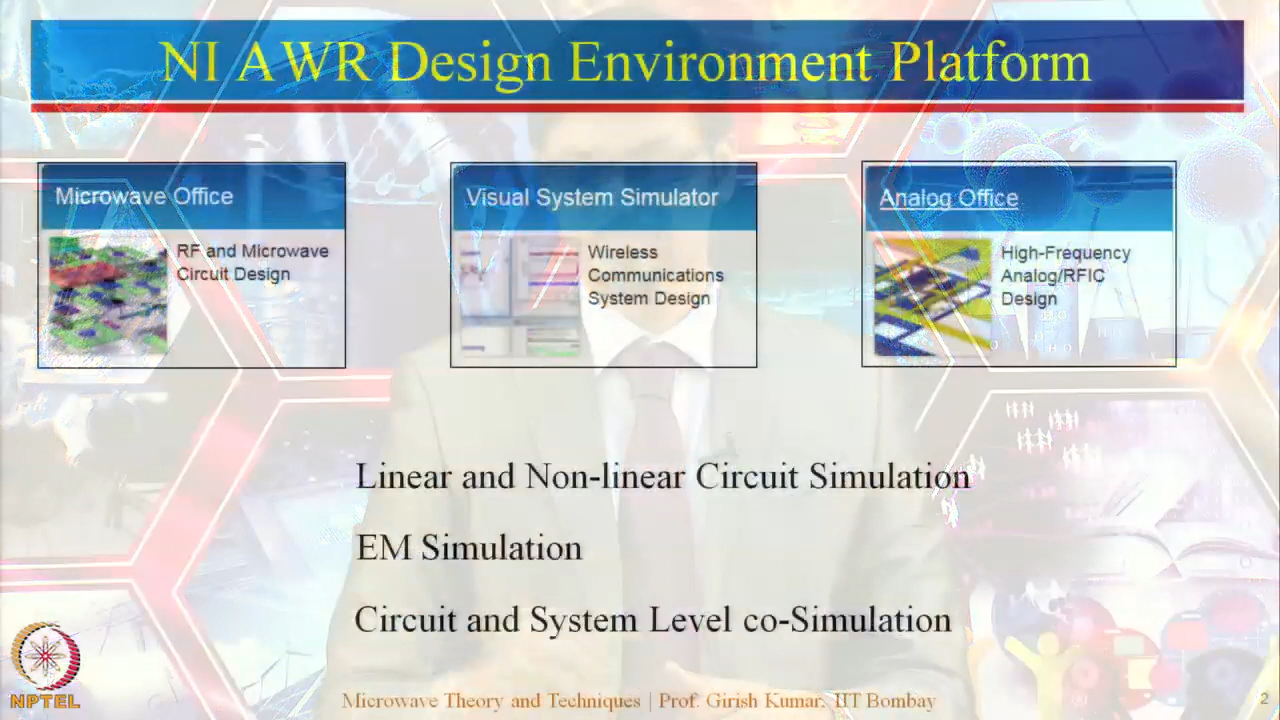 NI AWR Design Environment Platform
Microwave Office
RF and Microwave
Circuit Design
Visual System Simulator
Wireless
Communications
System Design
Analog Office
High-Frequency
Analog/RFIC
Design
Linear and Non-linear Circuit Simulation
EM Simulation
Circuit and System Level co-Simulation
NPTEL
Microwave Theory and Techniques | Prof. Girish Kumar, IIT Bombay
2